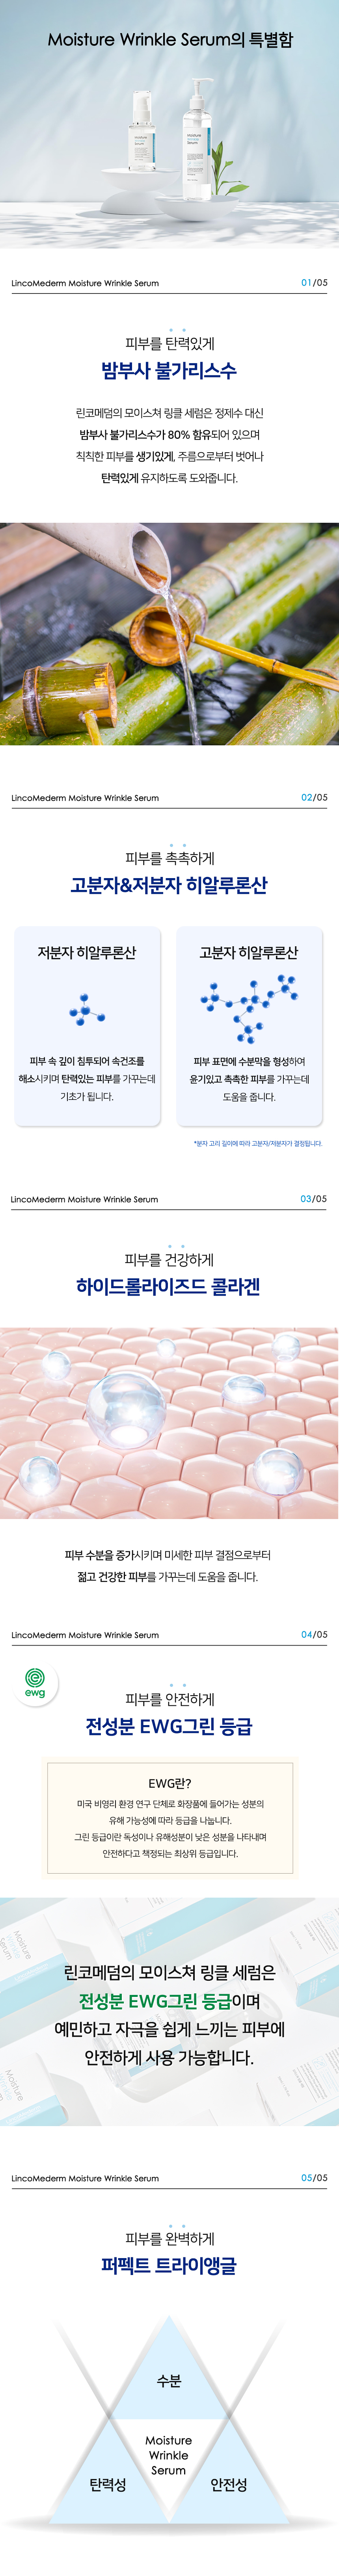 Moisture Wrinkle Serum의 특별함
Moisture
Serum
Moisture
Serum
LincoMederm Moisture Wrinkle Serum
01/05
피부를 탄력있게
밤부사 불가리스수
린코메덤의 모이스쳐 링클 세럼은 정제수 대신
밤부사 불가리스수가 80% 함유되어 있으며
칙칙한 피부를 생기있게, 주름으로부터 벗어나
탄력있게 유지하도록 도와줍니다.
LincoMederm Moisture Wrinkle Serum
02/05
피부를 촉촉하게
고분자&저분자 히알루론산
저분자 히알루론산
피부 속 깊이 침투되어 속건조를
해소시키며 탄력있는 피부를 가꾸는데
기초가 됩니다.
고분자 히알루론산
피부 표면에 수분막을 형성하여
윤기있고 촉촉한 피부를 가꾸는데
도움을 줍니다.
*분자 고리 길이에 따라 고분자/저분자가 결정됩니다.
LincoMederm Moisture Wrinkle Serum
03/05
피부를 건강하게
하이드롤라이즈드 콜라겐
피부 수분을 증가시키며 미세한 피부 결점으로부터
젊고 건강한 피부를 가꾸는데 도움을 줍니다.
LincoMederm Moisture Wrinkle Serum
04/05
ewg
피부를 안전하게
전성분 EWG그린 등급
EWG란?
미국 비영리 환경 연구 단체로 화장품에 들어가는 성분의
유해 가능성에 따라 등급을 나눕니다.
그린 등급이란 독성이나 유해성분이 낮은 성분을 나타내며
안전하다고 책정되는 최상위 등급입니다.
린코메덤의 모이스쳐 링클 세럼은
전성분 EWG그린 등급이며
예민하고 자극을 쉽게 느끼는 피부에
안전하게 사용 가능합니다.
Moisture
Serum
Moisture
LincoMederm Moisture Wrinkle Serum
05/05
피부를 완벽하게
퍼펙트 트라이앵글
수분
Moisture
Wrinkle
Serum
탄력성
안전성